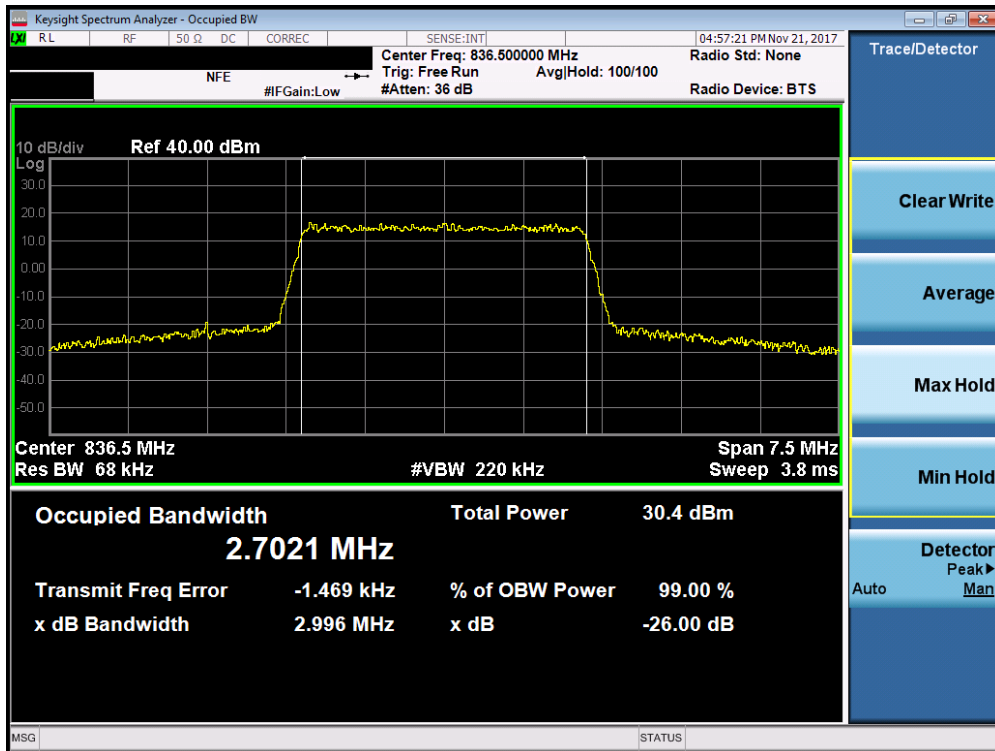 Keysight Spectrum Analyzer - Occupied BW
LXI RL RF 50 Ω DC CORREC SENSE:INT 04:57:21 PM Nov 21, 2017
Center Freq: 836.500000 MHz Radio Std: None
NFE Trig: Free Run Avg|Hold: 100/100
#IFGain:Low #Atten: 36 dB Radio Device: BTS
10 dB/div Ref 40.00 dBm
Log
30.0
20.0
10.0
0.00
-10.0
-20.0
-30.0
-40.0
-50.0
Center 836.5 MHz Span 7.5 MHz
Res BW 68 kHz #VBW 220 kHz Sweep 3.8 ms
Occupied Bandwidth Total Power 30.4 dBm
2.7021 MHz
Transmit Freq Error -1.469 kHz % of OBW Power 99.00 %
x dB Bandwidth 2.996 MHz x dB -26.00 dB
Trace/Detector
Clear Write
Average
Max Hold
Min Hold
Detector
Peak▶
Auto Man
MSG STATUS